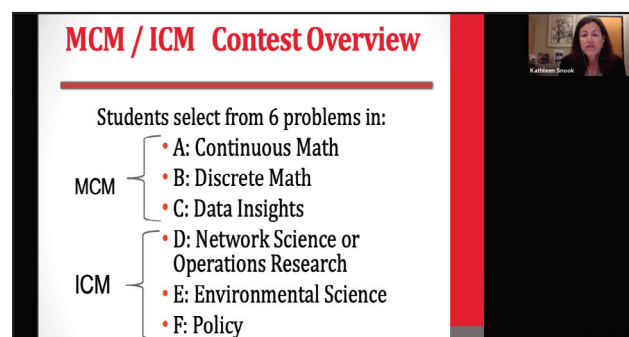 MCM / ICM Contest Overview
Kathleen Snook
Students select from 6 problems in:
MCM
• A: Continuous Math
• B: Discrete Math
• C: Data Insights
ICM
• D: Network Science or
Operations Research
• E: Environmental Science
• F: Policy